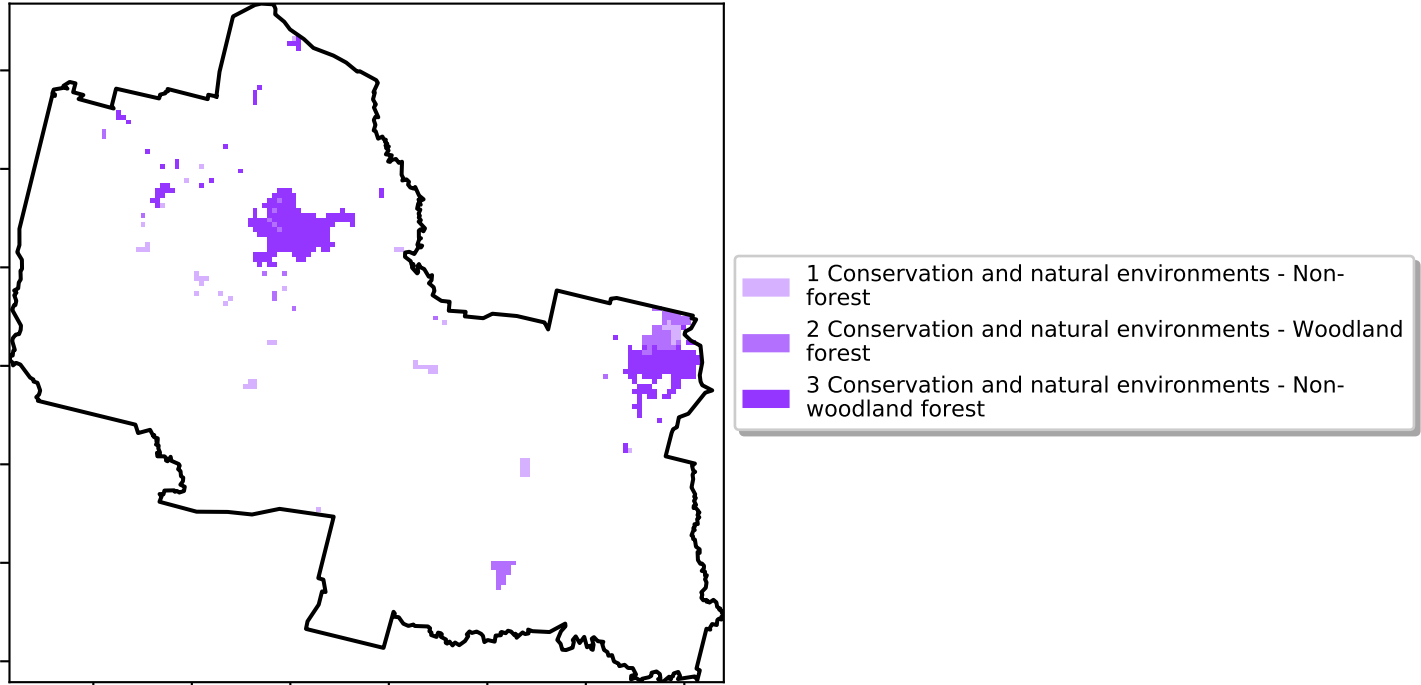 1 Conservation and natural environments - Non-
forest
2 Conservation and natural environments - Woodland
forest
3 Conservation and natural environments - Non-
woodland forest